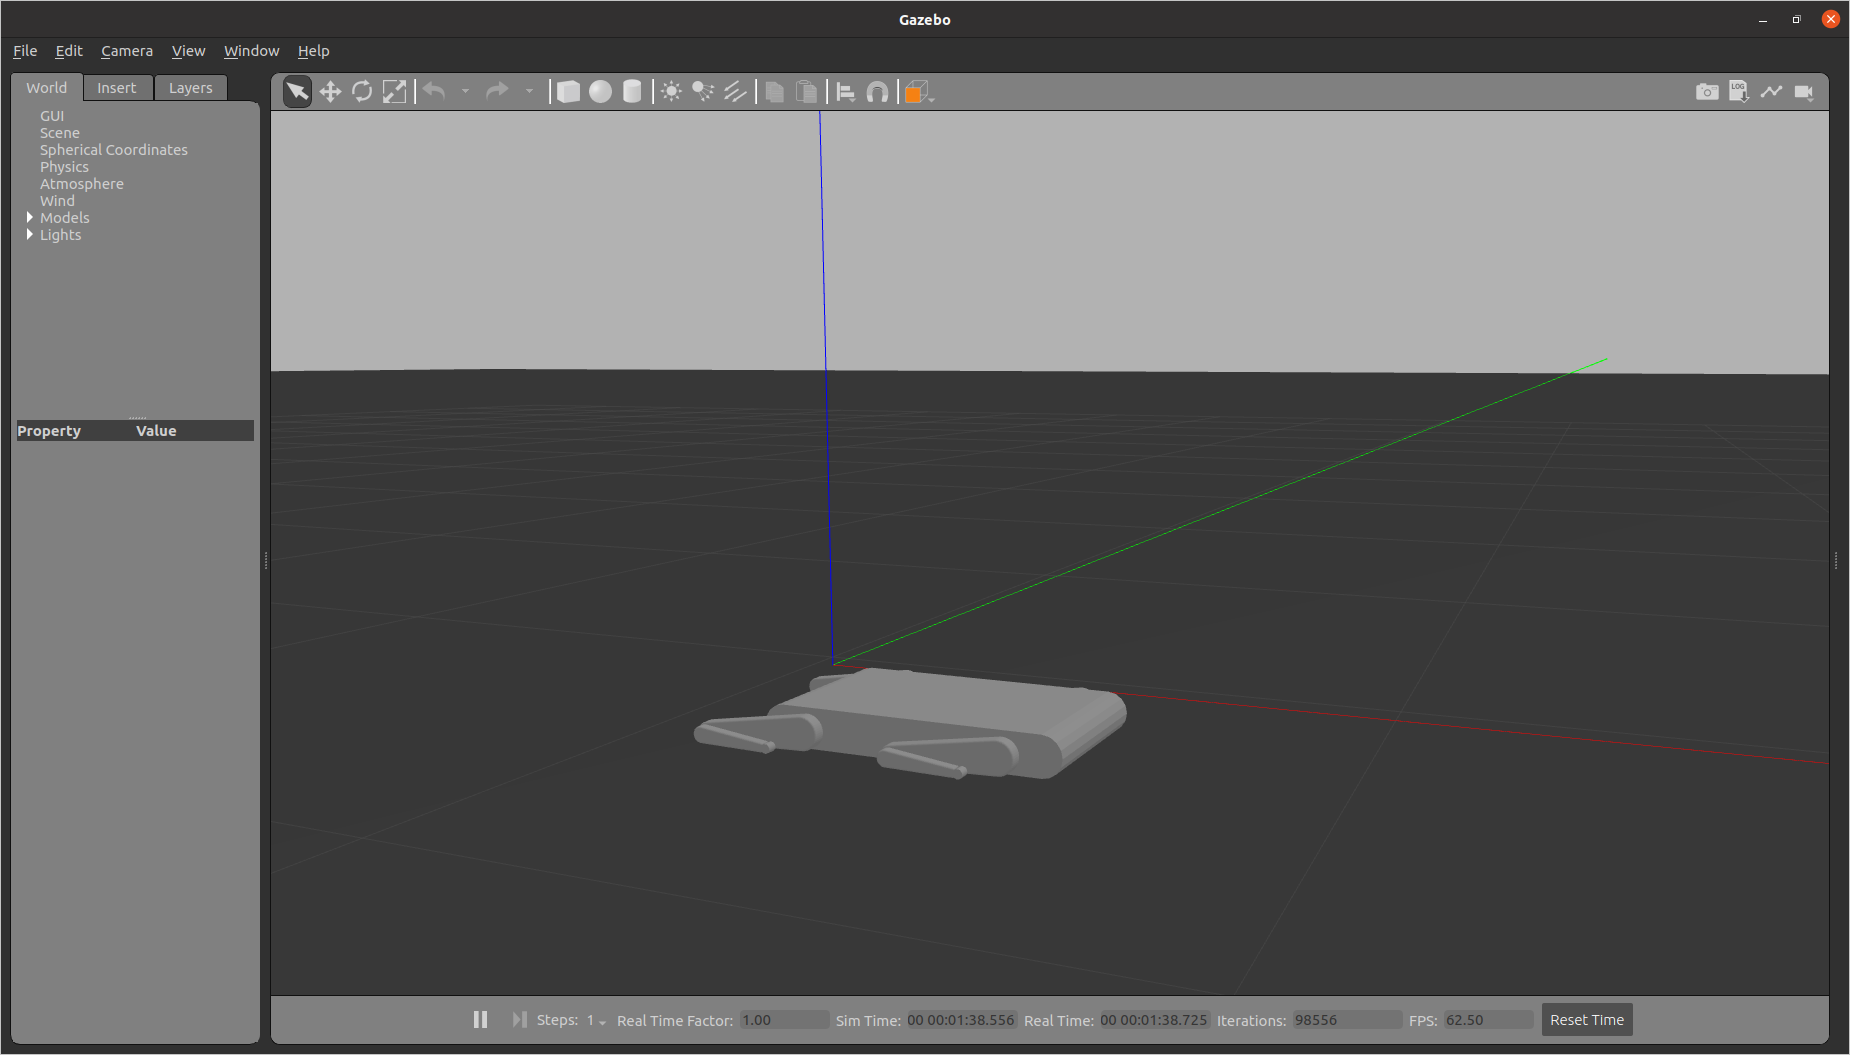 Gazebo
File Edit Camera View Window Help
World Insert Layers
LOG
GUI
Scene
Spherical Coordinates
Physics
Atmosphere
Wind
Models
Lights
Property Value
Steps: 1 Real Time Factor: 1.00 Sim Time: 00 00:01:38.556 Real Time: 00 00:01:38.725 Iterations: 98556 FPS: 62.50 Reset Time